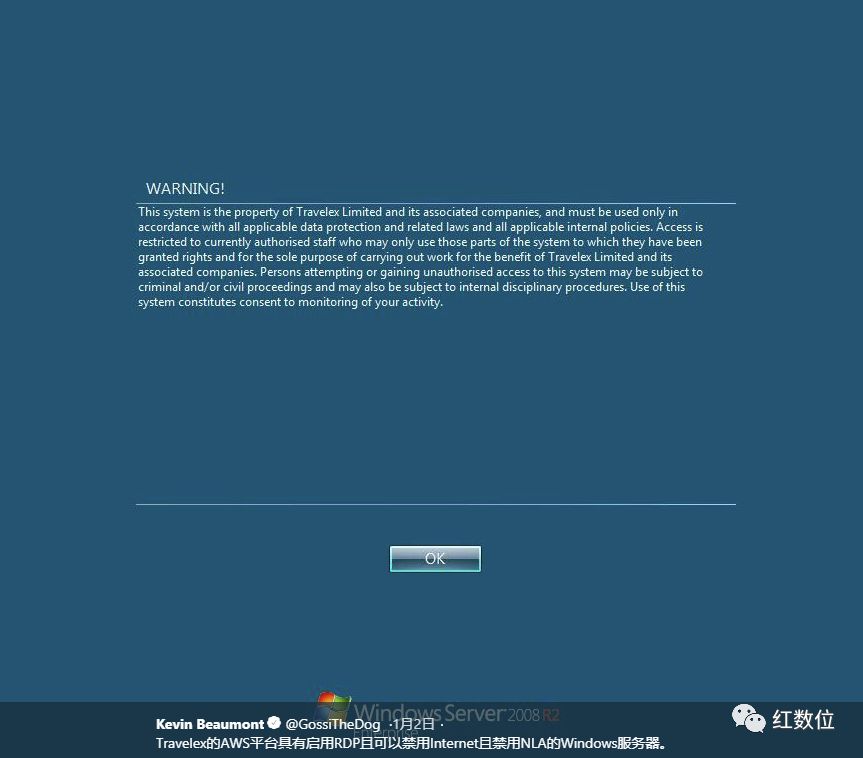 WARNING!
This system is the property of Travelex Limited and its associated companies, and must be used only in
accordance with all applicable data protection and related laws and all applicable internal policies. Access is
restricted to currently authorised staff who may only use those parts of the system to which they have been
granted rights and for the sole purpose of carrying out work for the benefit of Travelex Limited and its
associated companies. Persons attempting or gaining unauthorised access to this system may be subject to
criminal and/or civil proceedings and may also be subject to internal disciplinary procedures. Use of this
system constitutes consent to monitoring of your activity.
OK
Windows Server 2008 R2
Enterprise
Kevin Beaumont @GossiTheDog ·1月2日·
Travelex的AWS平台具有启用RDP且可以禁用Internet且禁用NLA的Windows服务器。
红数位